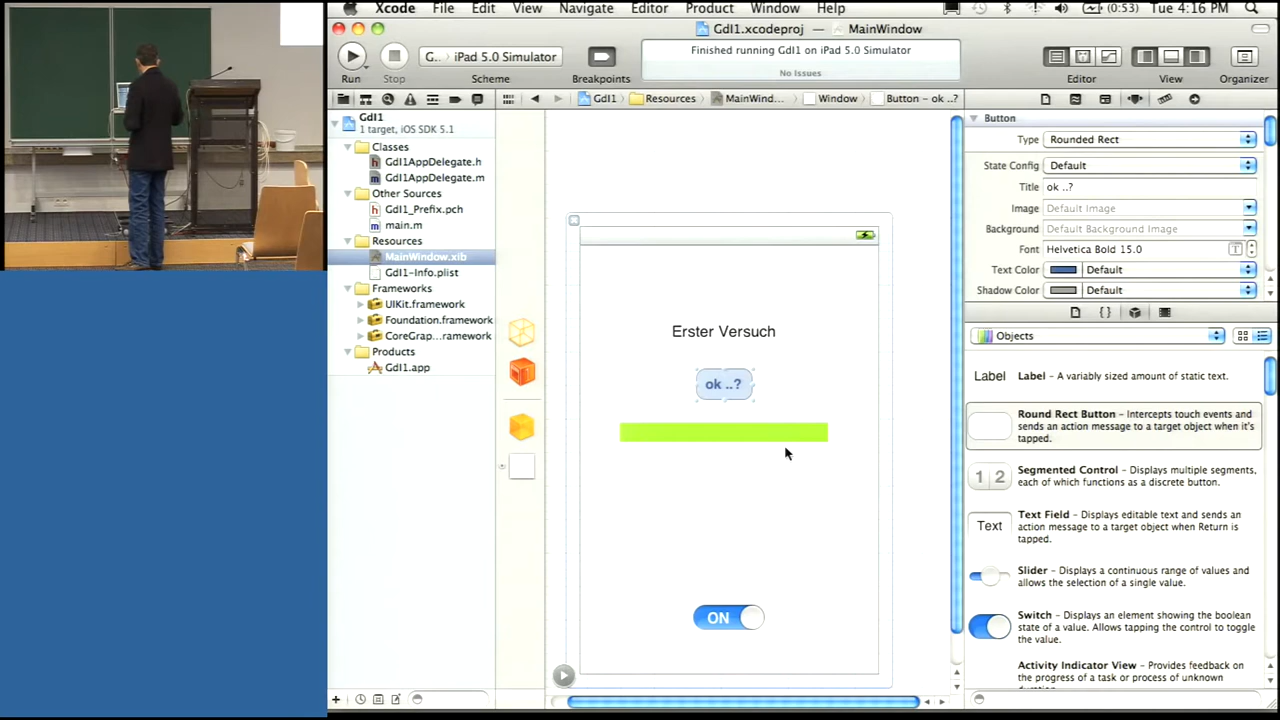 Xcode File Edit View Navigate Editor Product Window Help (0:53) Tue 4:16 PM
GdI1.xcodeproj — MainWindow
G.. iPad 5.0 Simulator
Finished running GdI1 on iPad 5.0 Simulator
No Issues
Run Stop Scheme Breakpoints Editor View Organizer
GdI1 Resources MainWind... Window Button - ok ..?
GdI1
1 target, iOS SDK 5.1
Classes
GdI1AppDelegate.h
GdI1AppDelegate.m
Other Sources
GdI1_Prefix.pch
main.m
Resources
MainWindow.xib
GdI1-Info.plist
Frameworks
UIKit.framework
Foundation.framework
CoreGrap...ramework
Products
GdI1.app
Erster Versuch
ok ..?
ON
Button
Type Rounded Rect
State Config Default
Title ok ..?
Image Default Image
Background Default Background Image
Font Helvetica Bold 15.0
Text Color Default
Shadow Color Default
Objects
Label
Label - A variably sized amount of static text.
Round Rect Button - Intercepts touch events and
sends an action message to a target object when it's
tapped.
1 2
Segmented Control - Displays multiple segments,
each of which functions as a discrete button.
Text
Text Field - Displays editable text and sends an
action message to a target object when Return is
tapped.
Slider - Displays a continuous range of values and
allows the selection of a single value.
Switch - Displays an element showing the boolean
state of a value. Allows tapping the control to toggle
the value.
Activity Indicator View - Provides feedback on
the progress of a task or process of unknown